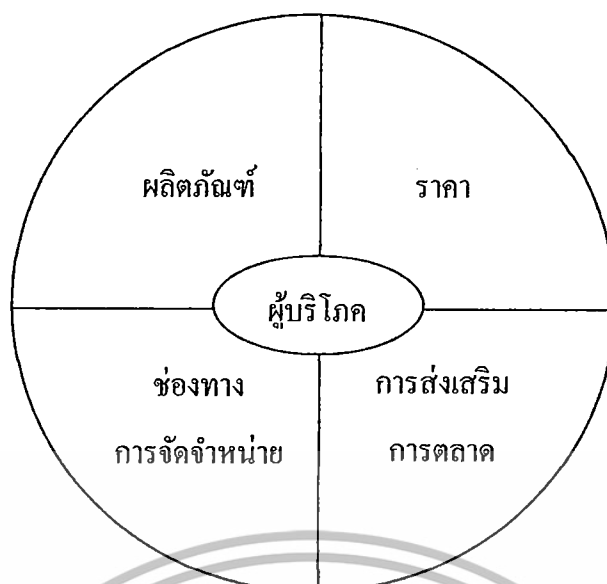 ผลิตภัณฑ์
ราคา
ผู้บริโภค
ช่องทาง
การจัดจำหน่าย
การส่งเสริม
การตลาด